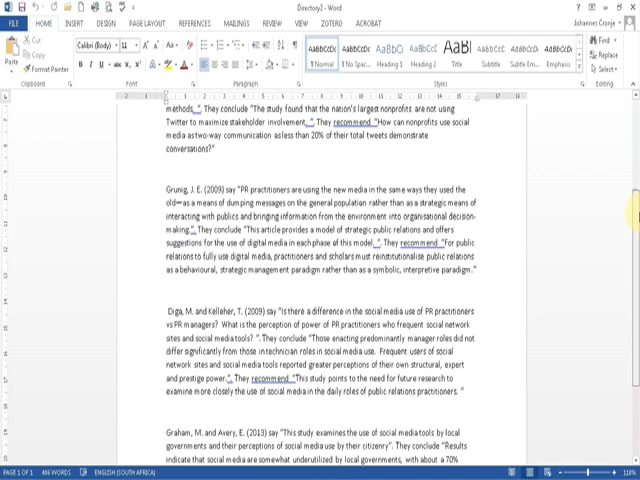 Directory2 - Word
FILE HOME INSERT DESIGN PAGE LAYOUT REFERENCES MAILINGS REVIEW VIEW ZOTERO ACROBAT Johannes Cronje
Cut
Copy
Paste Format Painter
Calibri (Body) 11
AaBbCcDc AaBbCcDc AaBbCc AaBbCcC AaBl AaBbCcC AaBbCcDc AaBbCcDc
¶ Normal ¶ No Spac... Heading 1 Heading 2 Title Subtitle Subtle Em... Emphasis
Find
Replace
Select
Clipboard Font Paragraph Styles Editing
methods,.". They conclude "The study found that the nation's largest nonprofits are not using
Twitter to maximize stakeholder involvement,.". They recommend "How can nonprofits use social
media as two-way communication as less than 20% of their total tweets demonstrate
conversations?"
Grunig, J. E. (2009) say "PR practitioners are using the new media in the same ways they used the
old—as a means of dumping messages on the general population rather than as a strategic means of
interacting with publics and bringing information from the environment into organisational decision-
making.". They conclude "This article provides a model of strategic public relations and offers
suggestions for the use of digital media in each phase of this model,.". They recommend "For public
relations to fully use digital media, practitioners and scholars must reinstitutionalise public relations
as a behavioural, strategic management paradigm rather than as a symbolic, interpretive paradigm."
Diga, M. and Kelleher, T. (2009) say "Is there a difference in the social media use of PR practitioners
vs PR managers? What is the perception of power of PR practitioners who frequent social network
sites and social media tools? ". They conclude "Those enacting predominantly manager roles did not
differ significantly from those in technician roles in social media use. Frequent users of social
network sites and social media tools reported greater perceptions of their own structural, expert
and prestige power.". They recommend "This study points to the need for future research to
examine more closely the use of social media in the daily roles of public relations practitioners. "
Graham, M. and Avery, E. (2013) say "This study examines the use of social media tools by local
governments and their perceptions of social media use by their citizenry". They conclude "Results
indicate that social media are somewhat underutilized by local governments, with about a 70%
PAGE 1 OF 1 486 WORDS ENGLISH (SOUTH AFRICA) 110%